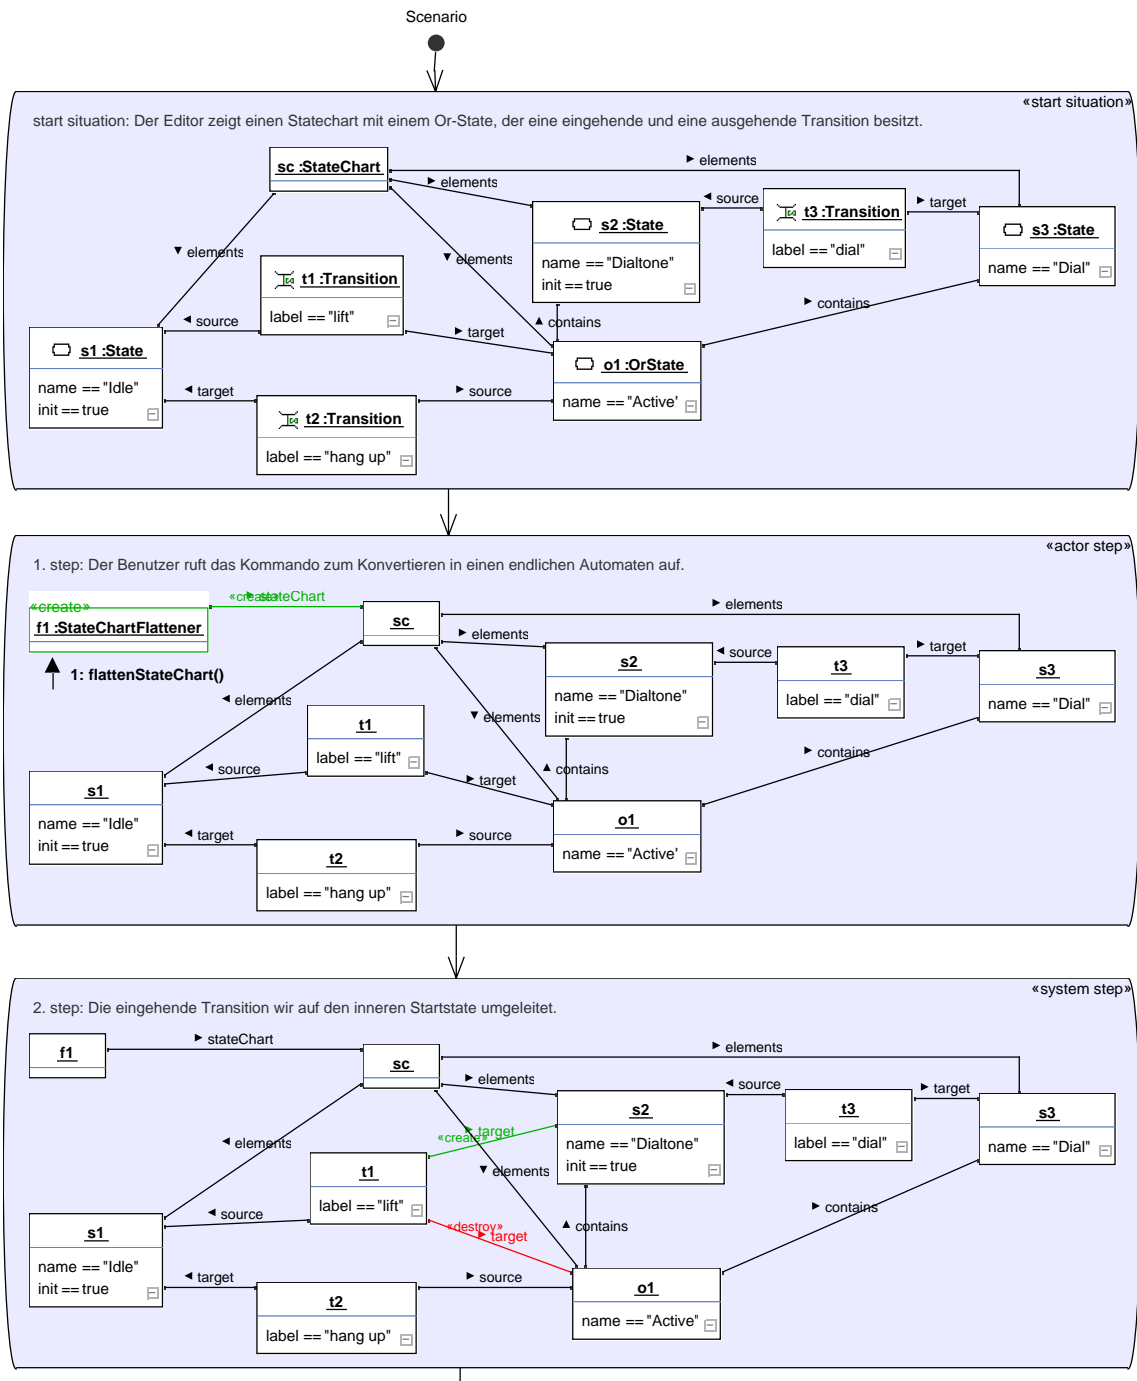 Scenario
«start situation»
start situation: Der Editor zeigt einen Statechart mit einem Or-State, der eine eingehende und eine ausgehende Transition besitzt.
sc :StateChart
► elements
► elements
◄ source
► target
t3 :Transition
label == "dial"
s2 :State
name == "Dialtone"
init == true
s3 :State
name == "Dial"
▼ elements
▼ elements
t1 :Transition
label == "lift"
► contains
◄ source
► target
▲ contains
s1 :State
name == "Idle"
init == true
o1 :OrState
name == "Active'
◄ target
► source
t2 :Transition
label == "hang up"
«actor step»
1. step: Der Benutzer ruft das Kommando zum Konvertieren in einen endlichen Automaten auf.
«create»
f1 :StateChartFlattener
«create»
► stateChart
sc
► elements
1: flattenStateChart()
► elements
◄ source
► target
s2
name == "Dialtone"
init == true
t3
label == "dial"
s3
name == "Dial"
◄ elements
▼ elements
t1
label == "lift"
► contains
◄ source
► target
▲ contains
s1
name == "Idle"
init == true
o1
name == "Active'
◄ target
► source
t2
label == "hang up"
«system step»
2. step: Die eingehende Transition wir auf den inneren Startstate umgeleitet.
f1
► stateChart
sc
► elements
► elements
◄ source
► target
s2
name == "Dialtone"
init == true
t3
label == "dial"
s3
name == "Dial"
«create»
► target
◄ elements
▼ elements
t1
label == "lift"
► contains
◄ source
«destroy»
► target
▲ contains
s1
name == "Idle"
init == true
o1
name == "Active"
◄ target
► source
t2
label == "hang up"